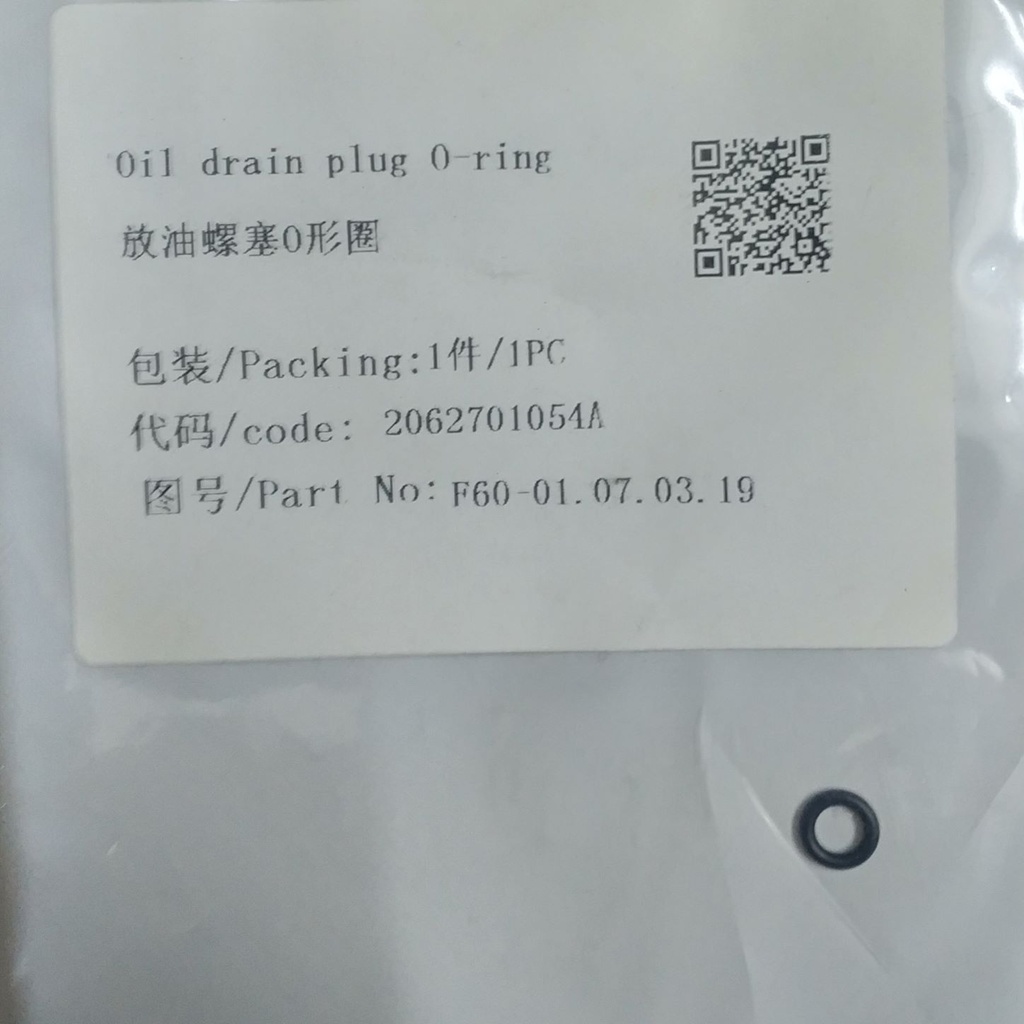 Oil drain plug O-ring
放油螺塞O形圈
包装/Packing:1件/1PC
代码/code: 2062701054A
图号/Part No: F60-01.07.03.19